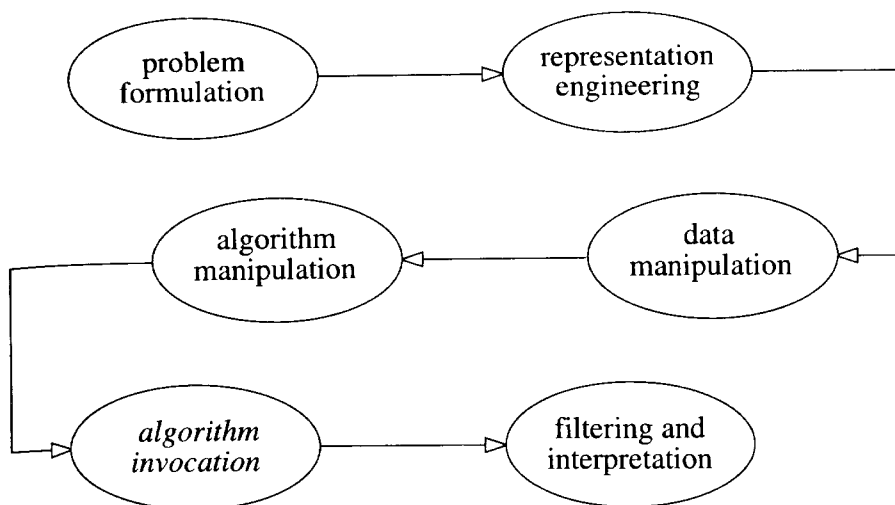 problem
formulation
representation
engineering
data
manipulation
algorithm
manipulation
algorithm
invocation
filtering and
interpretation